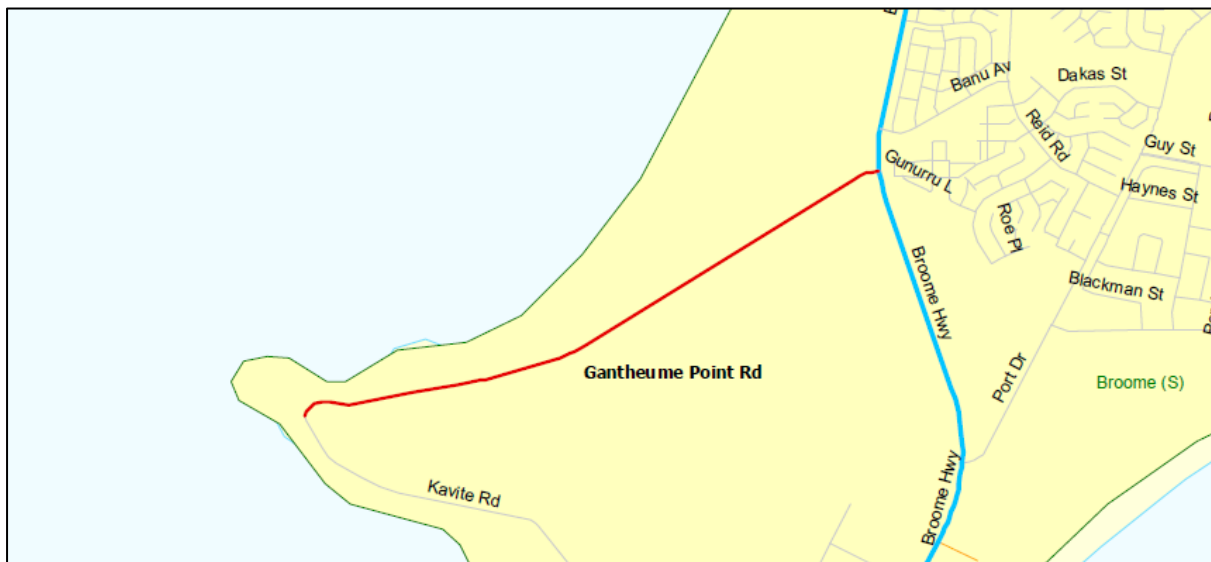 Banu Av
Dakas St
Reid Rd
Guy St
Gunurru L
Haynes St
Roe Pl
Blackman St
Broome Hwy
Gantheume Point Rd
Port Dr
Broome (S)
Kavite Rd
Broome Hwy